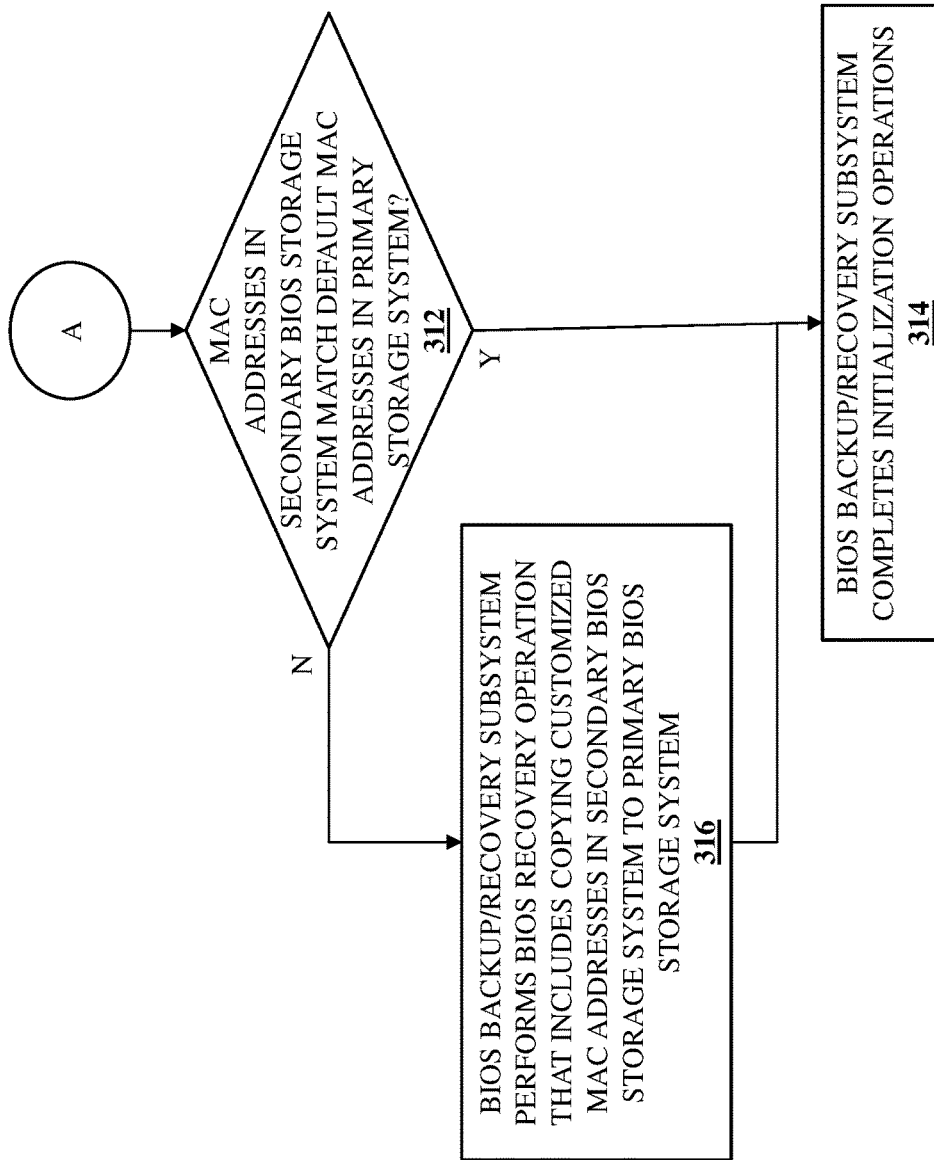 A
MAC
ADDRESSES IN
SECONDARY BIOS STORAGE
SYSTEM MATCH DEFAULT MAC
ADDRESSES IN PRIMARY
STORAGE SYSTEM?
312
N
Y
BIOS BACKUP/RECOVERY SUBSYSTEM
PERFORMS BIOS RECOVERY OPERATION
THAT INCLUDES COPYING CUSTOMIZED
MAC ADDRESSES IN SECONDARY BIOS
STORAGE SYSTEM TO PRIMARY BIOS
STORAGE SYSTEM
316
BIOS BACKUP/RECOVERY SUBSYSTEM
COMPLETES INITIALIZATION OPERATIONS
314